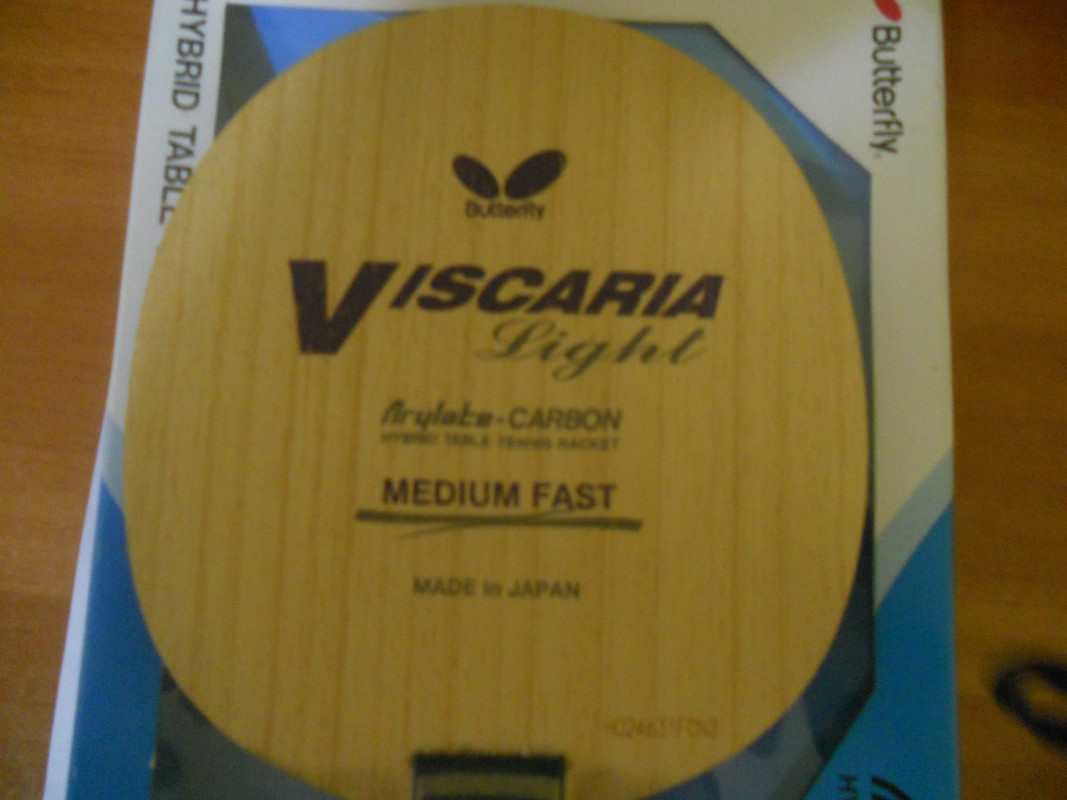 HYBRID TABLE
Butterfly.
Butterfly
VISCARIA
Light
Arylate-CARBON
HYBRID TABLE TENNIS RACKET
MEDIUM FAST
MADE in JAPAN